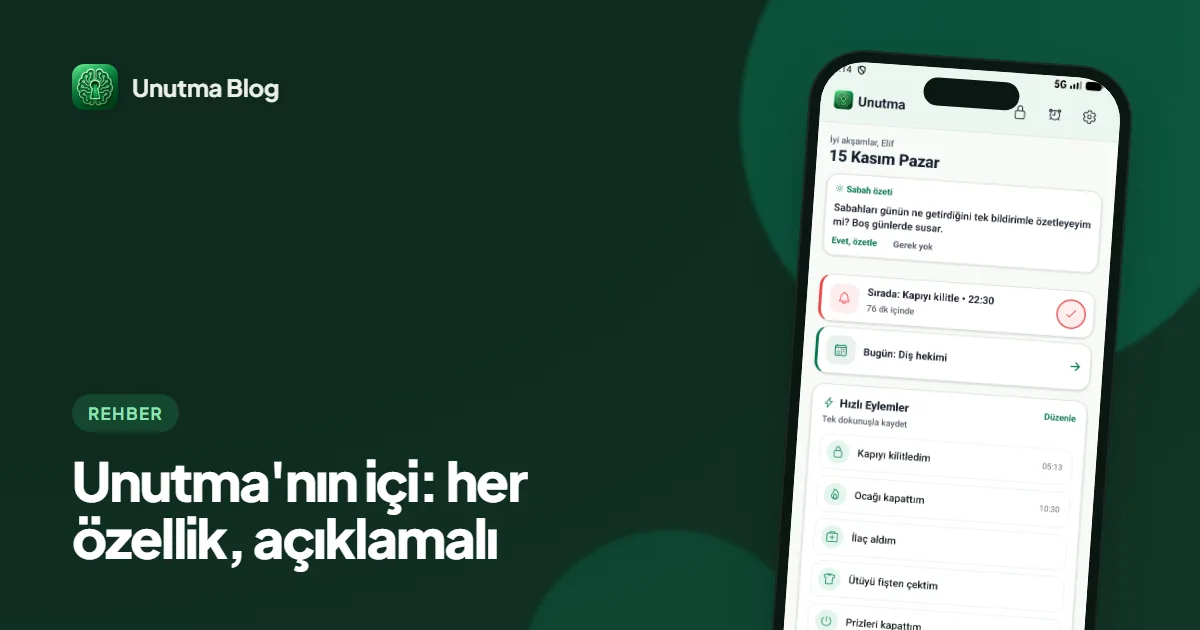 Unutma Blog
REHBER
Unutma'nın içi: her
özellik, açıklamalı
5G
Unutma
İyi akşamlar, Elif
15 Kasım Pazar
Sabah özeti
Sabahları günün ne getirdiğini tek bildirimle özetleyeyim
mi? Boş günlerde susar.
Evet, özetle Gerek yok
Sırada: Kapıyı kilitle • 22:30
76 dk içinde
Bugün: Diş hekimi
Hızlı Eylemler Düzenle
Tek dokunuşla kaydet
Kapıyı kilitledim 05:13
Ocağı kapattım 10:30
İlaç aldım
Ütüyü fişten çektim
Prizleri kapattım